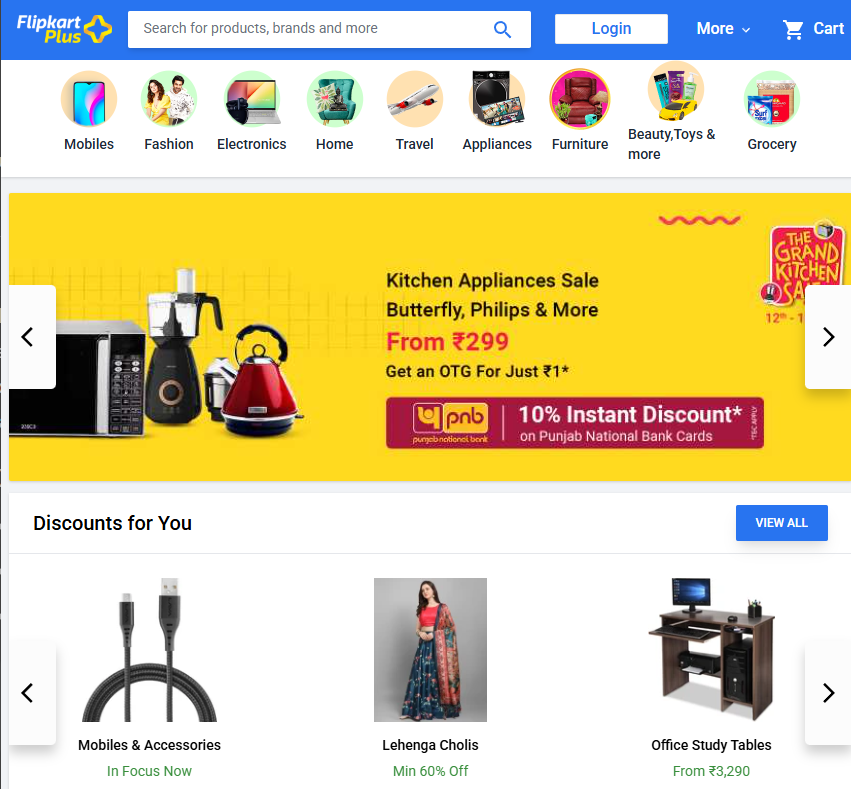 Flipkart
Plus
Search for products, brands and more
Login
More
Cart
Mobiles
Fashion
Electronics
Home
Travel
Appliances
Furniture
Beauty,Toys &
more
Grocery
THE
GRAND
KITCHEN
12th - 1
Kitchen Appliances Sale
Butterfly, Philips & More
From ₹299
Get an OTG For Just ₹1*
pnb
punjab national bank
10% Instant Discount*
on Punjab National Bank Cards
*T&C APPLY
Discounts for You
VIEW ALL
Mobiles & Accessories
In Focus Now
Lehenga Cholis
Min 60% Off
Office Study Tables
From ₹3,290